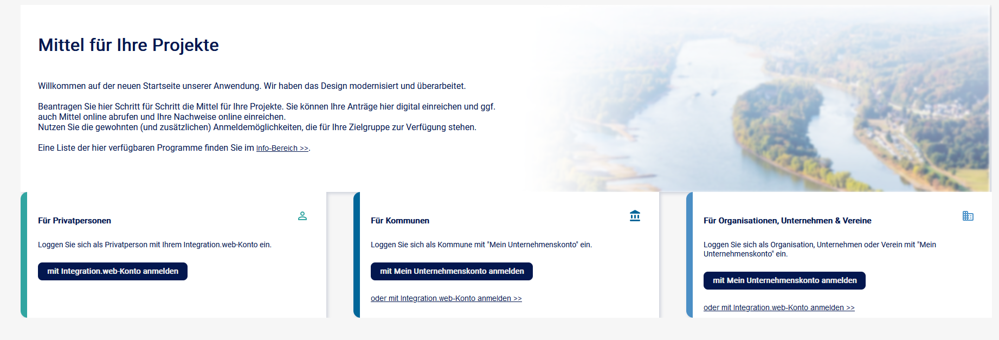 Mittel für Ihre Projekte
Willkommen auf der neuen Startseite unserer Anwendung. Wir haben das Design modernisiert und überarbeitet.
Beantragen Sie hier Schritt für Schritt die Mittel für Ihre Projekte. Sie können Ihre Anträge hier digital einreichen und ggf.
auch Mittel online abrufen und Ihre Nachweise online einreichen.
Nutzen Sie die gewohnten (und zusätzlichen) Anmeldemöglichkeiten, die für Ihre Zielgruppe zur Verfügung stehen.
Eine Liste der hier verfügbaren Programme finden Sie im Info-Bereich >>.
Für Privatpersonen
Loggen Sie sich als Privatperson mit Ihrem Integration.web-Konto ein.
mit Integration.web-Konto anmelden
Für Kommunen
Loggen Sie sich als Kommune mit "Mein Unternehmenskonto" ein.
mit Mein Unternehmenskonto anmelden
oder mit Integration.web-Konto anmelden >>
Für Organisationen, Unternehmen & Vereine
Loggen Sie sich als Organisation, Unternehmen oder Verein mit "Mein
Unternehmenskonto" ein.
mit Mein Unternehmenskonto anmelden
oder mit Integration.web-Konto anmelden >>